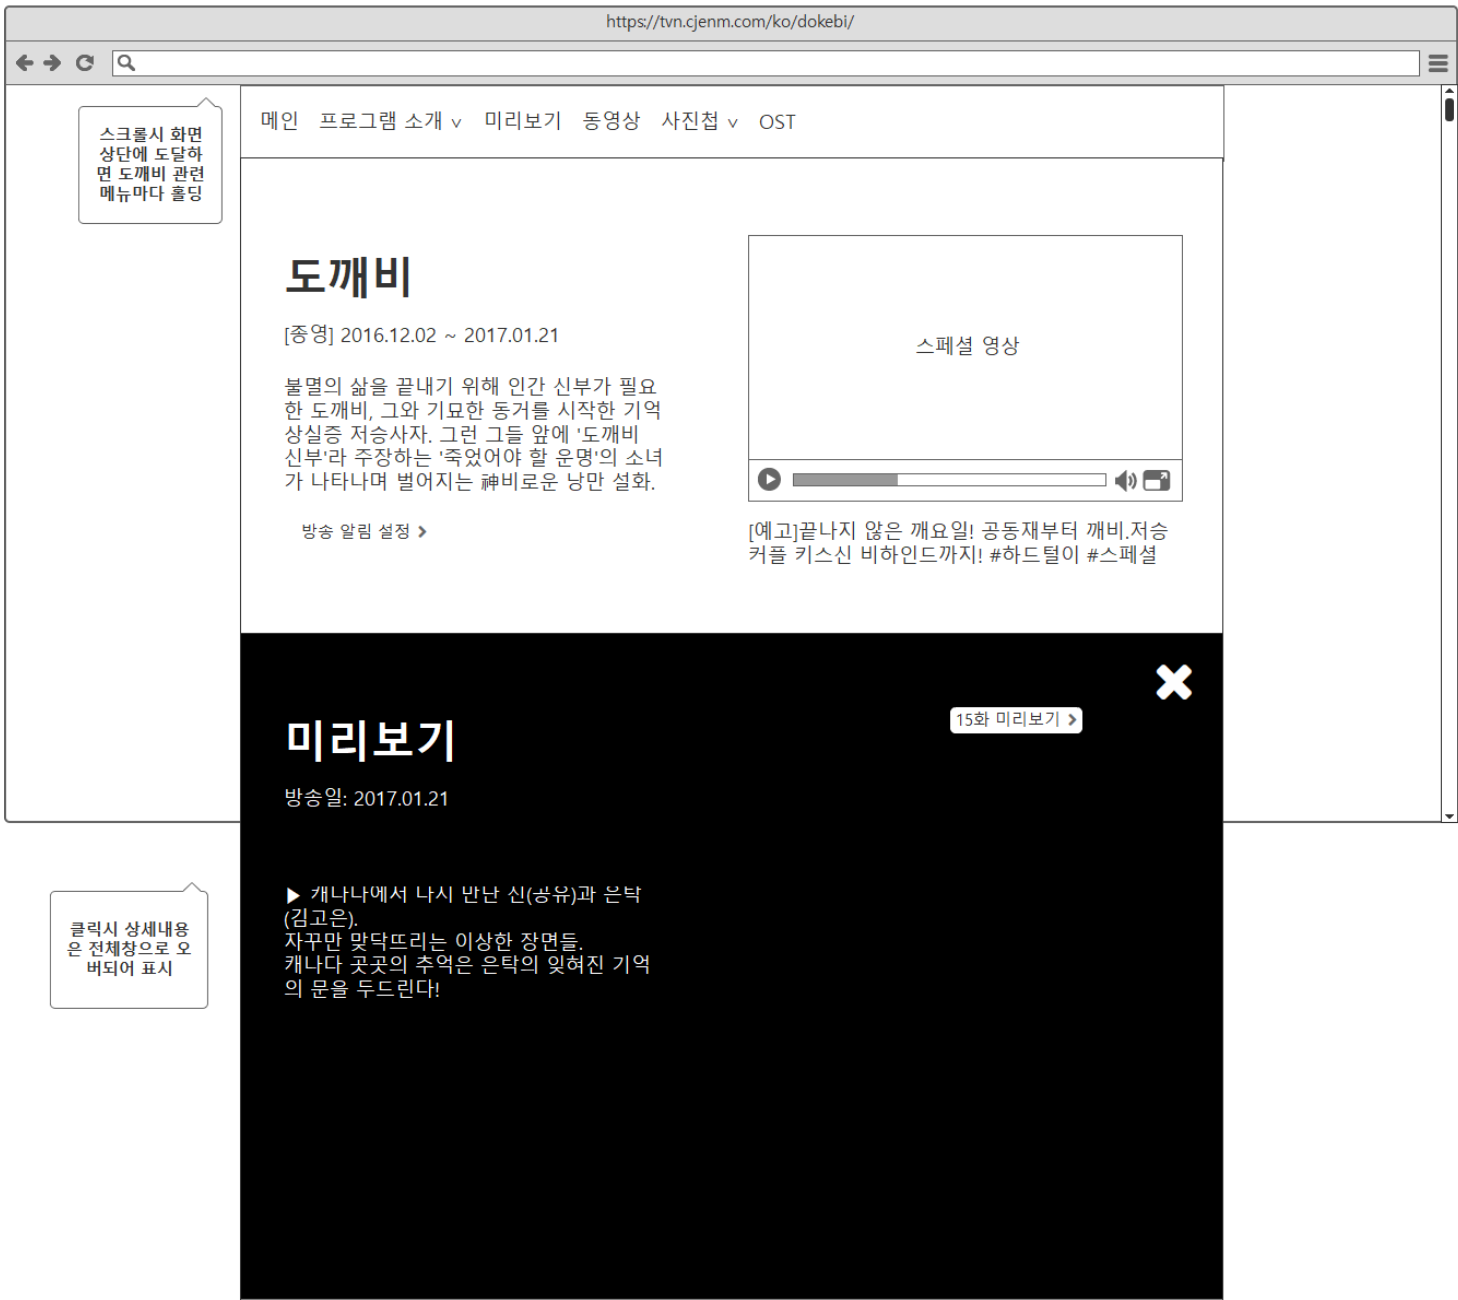 https://tvn.cjenm.com/ko/dokebi/
스크롤시 화면
상단에 도달하
면 도깨비 관련
메뉴마다 홀딩
메인 프로그램 소개 ∨ 미리보기 동영상 사진첩 ∨ OST
도깨비
[종영] 2016.12.02 ~ 2017.01.21
불멸의 삶을 끝내기 위해 인간 신부가 필요
한 도깨비, 그와 기묘한 동거를 시작한 기억
상실증 저승사자. 그런 그들 앞에 '도깨비
신부'라 주장하는 '죽었어야 할 운명'의 소녀
가 나타나며 벌어지는 神비로운 낭만 설화.
방송 알림 설정
스페셜 영상
[예고]끝나지 않은 깨요일! 공동재부터 깨비.저승
커플 키스신 비하인드까지! #하드털이 #스페셜
미리보기
15화 미리보기
방송일: 2017.01.21
클릭시 상세내용
은 전체창으로 오
버되어 표시
▶ 캐나다에서 다시 만난 신(공유)과 은탁
(김고은).
자꾸만 맞닥뜨리는 이상한 장면들.
캐나다 곳곳의 추억은 은탁의 잊혀진 기억
의 문을 두드린다!